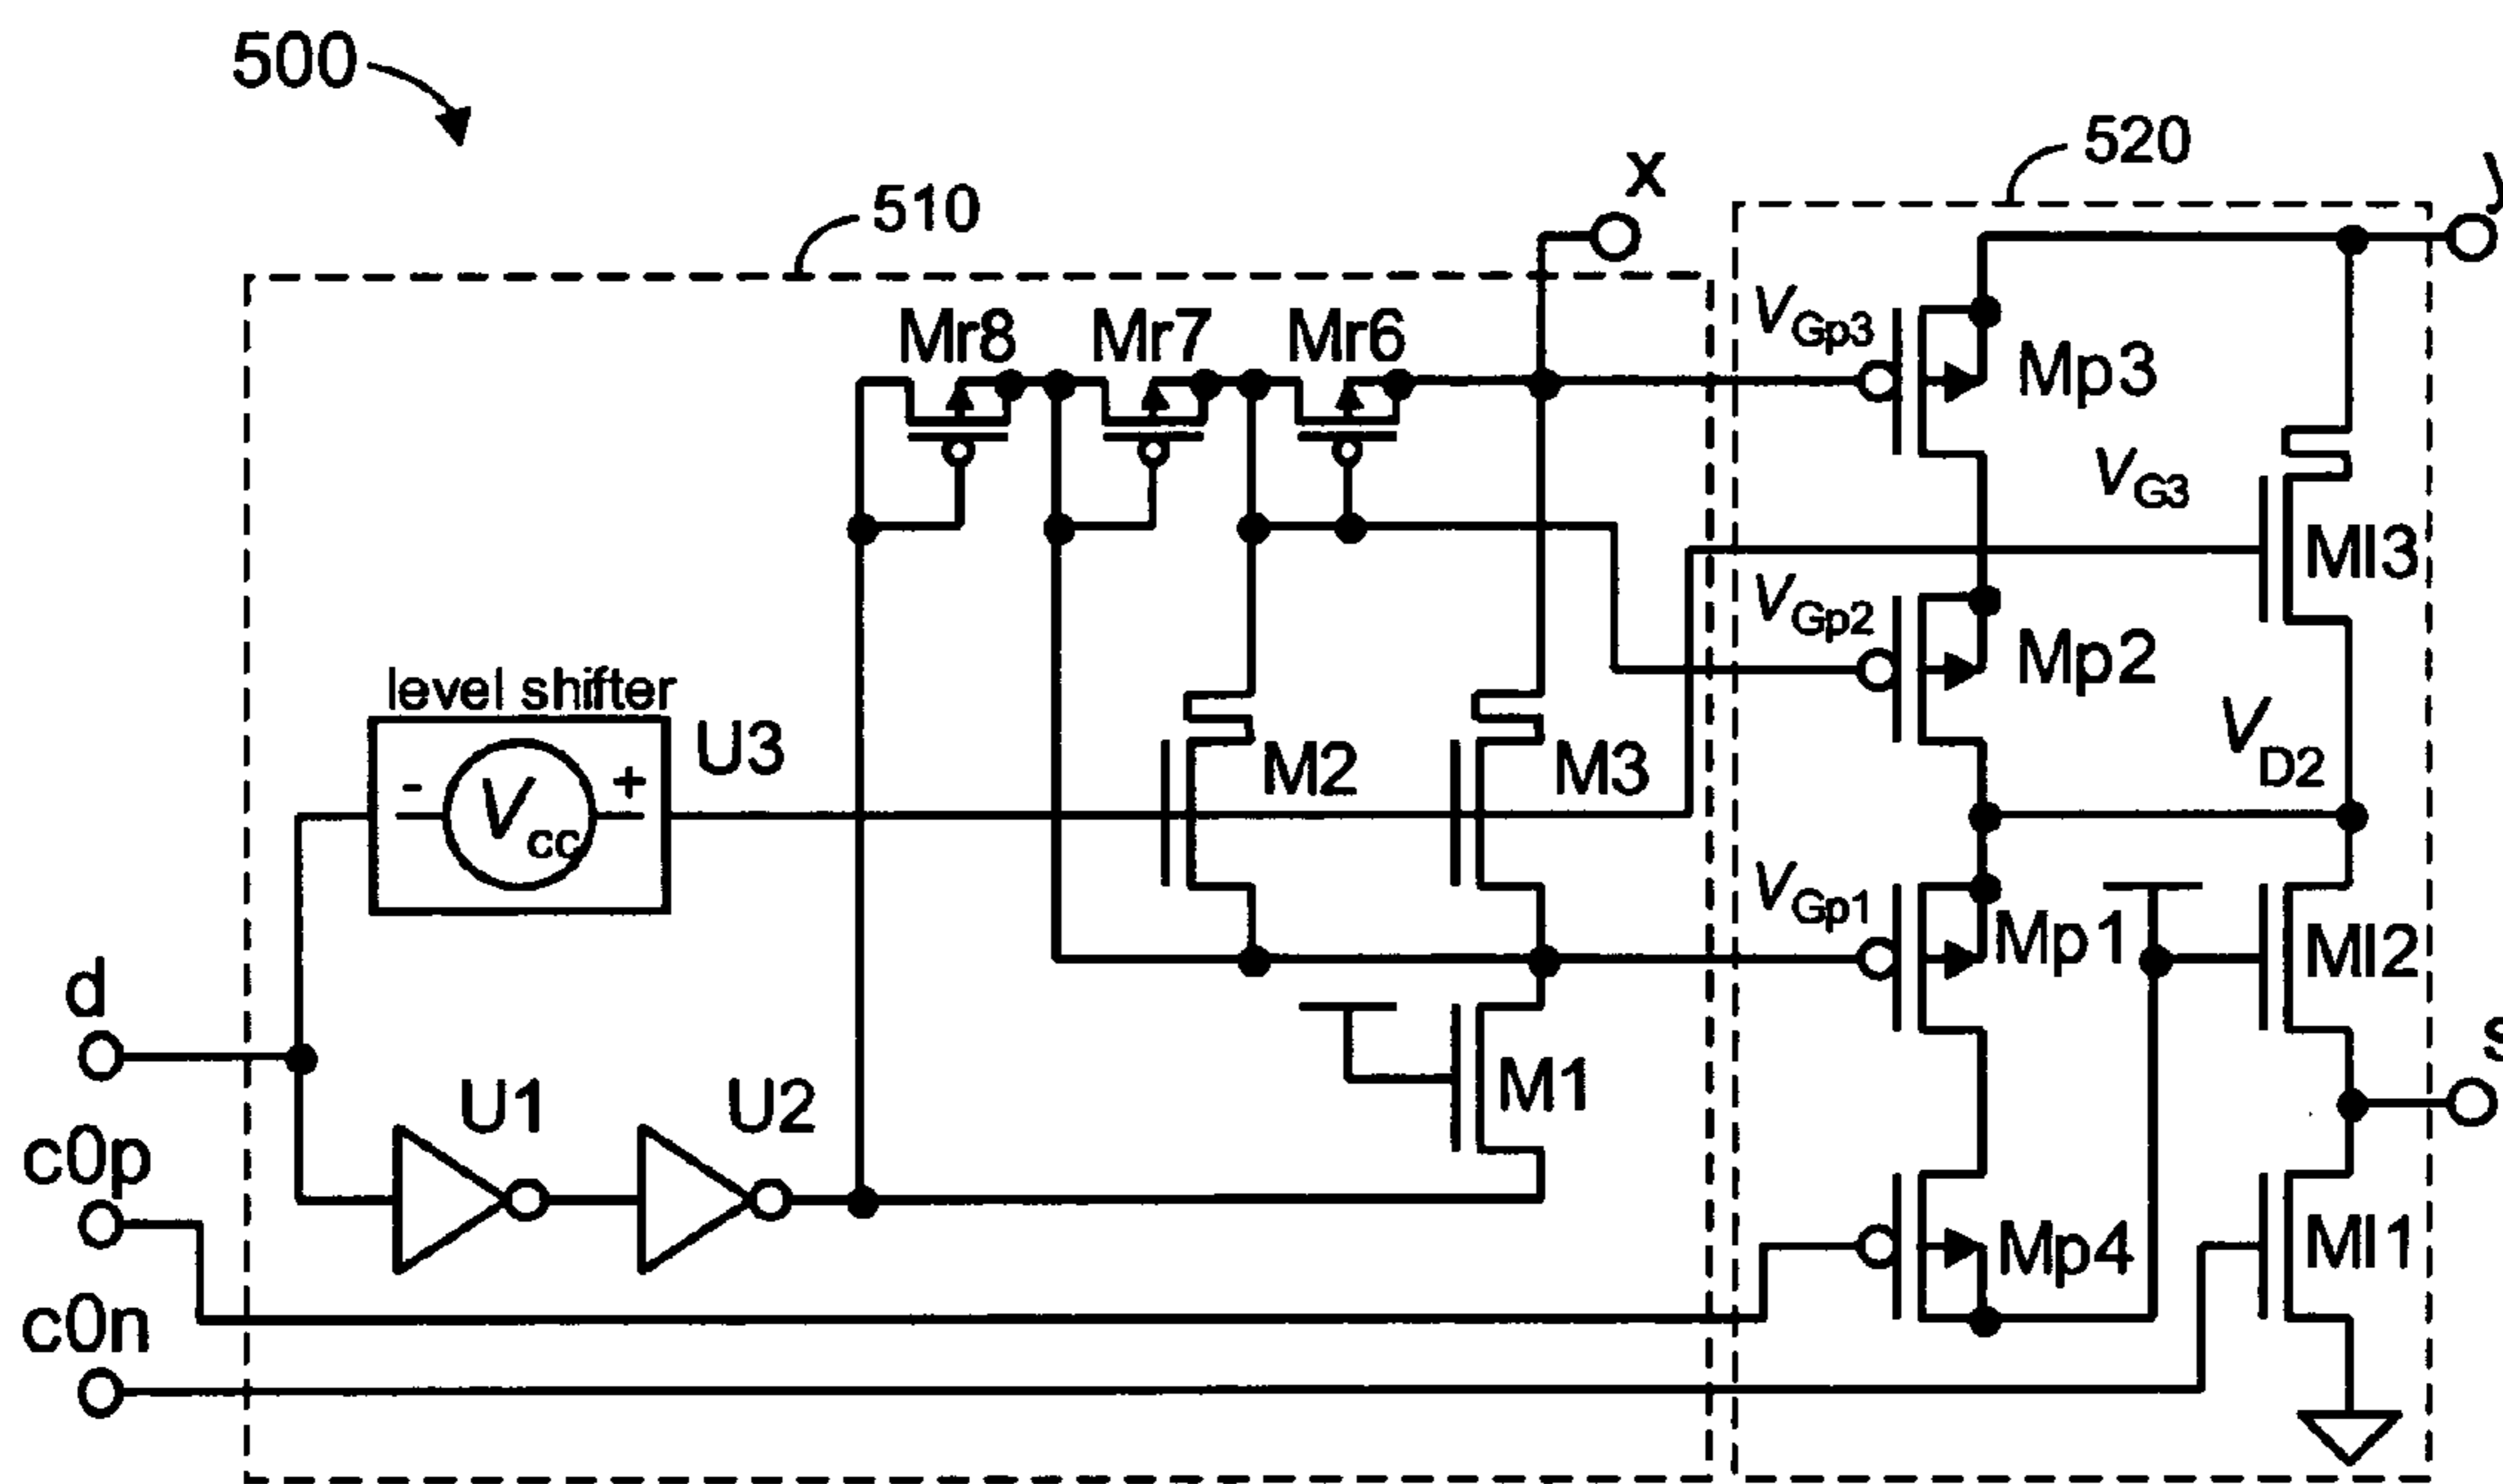 500
510
520
x
y
Mr8
Mr7
Mr6
VGp3
Mp3
VG3
MI3
VGp2
Mp2
level shifter
U3
- Vcc +
M2
M3
VD2
VGp1
Mp1
MI2
d
s
M1
U1
U2
c0p
Mp4
MI1
c0n